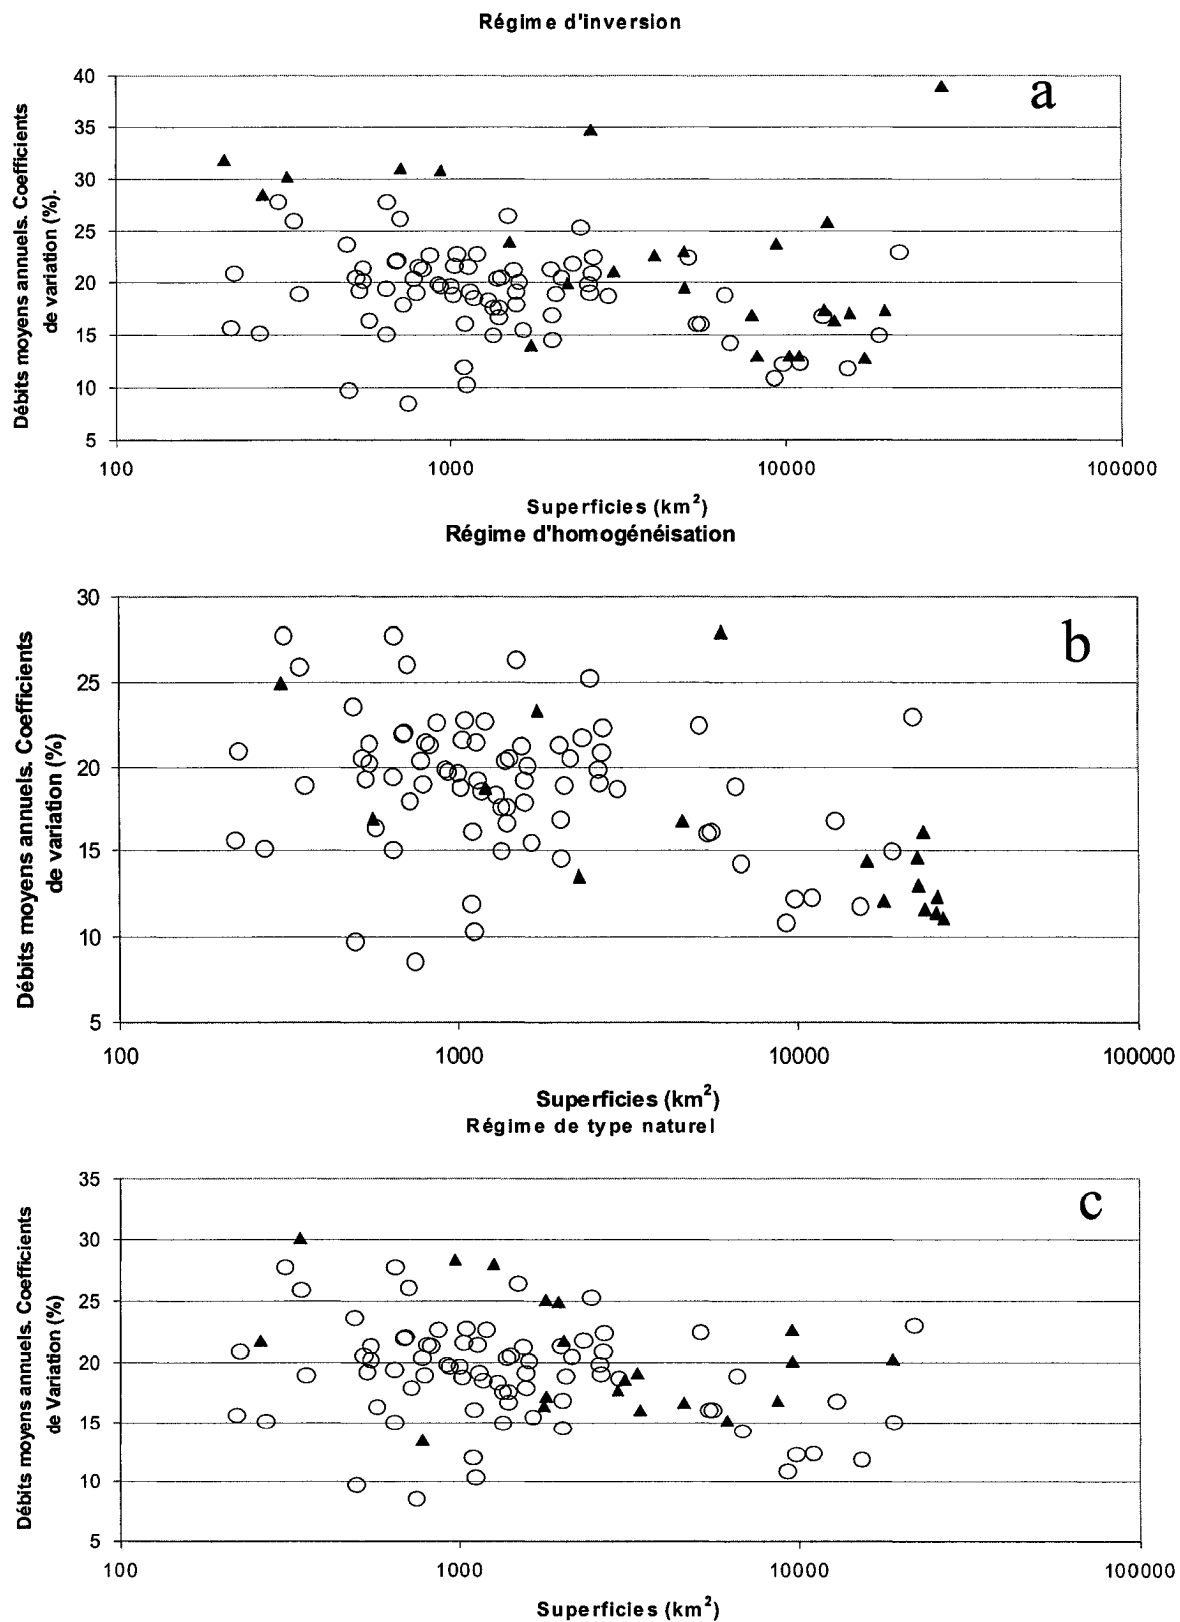 Régime d'inversion
a
Débits moyens annuels. Coefficients
de variation (%).
40
35
30
25
20
15
10
5
100 1000 10000 100000
Superficies (km²)
Régime d'homogénéisation
b
Débits moyens annuels. Coefficients
de variation (%)
30
25
20
15
10
5
100 1000 10000 100000
Superficies (km²)
Régime de type naturel
c
Débits moyens annuels. Coefficients
de Variation (%)
35
30
25
20
15
10
5
100 1000 10000 100000
Superficies (km²)